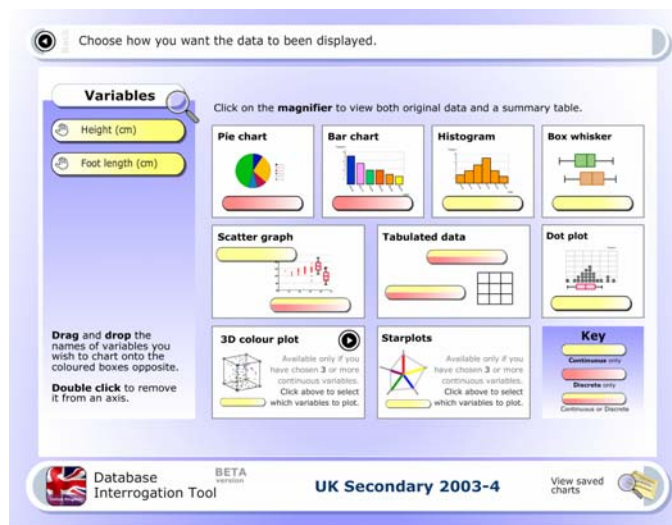 Choose how you want the data to been displayed.
Variables
Height (cm)
Foot length (cm)
Drag and drop the
names of variables you
wish to chart onto the
coloured boxes opposite.
Double click to remove
it from an axis.
Click on the magnifier to view both original data and a summary table.
Pie chart
Bar chart
Histogram
Box whisker
Scatter graph
Tabulated data
Dot plot
3D colour plot
Available only if you
have chosen 3 or more
continuous variables.
Click above to select
which variables to plot.
Starplots
Available only if you
have chosen 3 or more
continuous variables.
Click above to select
which variables to plot.
Key
Continuous only
Discrete only
Continuous or Discrete
Database
Interrogation Tool
BETA
version
UK Secondary 2003-4
View saved
charts